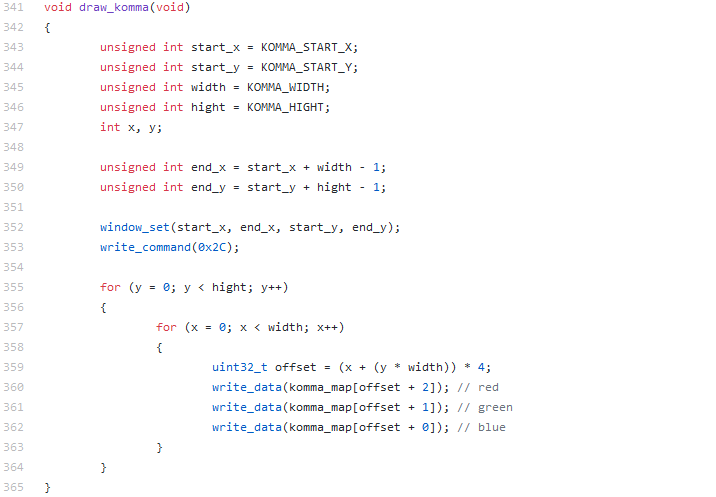 341 void draw_komma(void)
342 {
343 unsigned int start_x = KOMMA_START_X;
344 unsigned int start_y = KOMMA_START_Y;
345 unsigned int width = KOMMA_WIDTH;
346 unsigned int hight = KOMMA_HIGHT;
347 int x, y;
348
349 unsigned int end_x = start_x + width - 1;
350 unsigned int end_y = start_y + hight - 1;
351
352 window_set(start_x, end_x, start_y, end_y);
353 write_command(0x2C);
354
355 for (y = 0; y < hight; y++)
356 {
357 for (x = 0; x < width; x++)
358 {
359 uint32_t offset = (x + (y * width)) * 4;
360 write_data(komma_map[offset + 2]); // red
361 write_data(komma_map[offset + 1]); // green
362 write_data(komma_map[offset + 0]); // blue
363 }
364 }
365 }